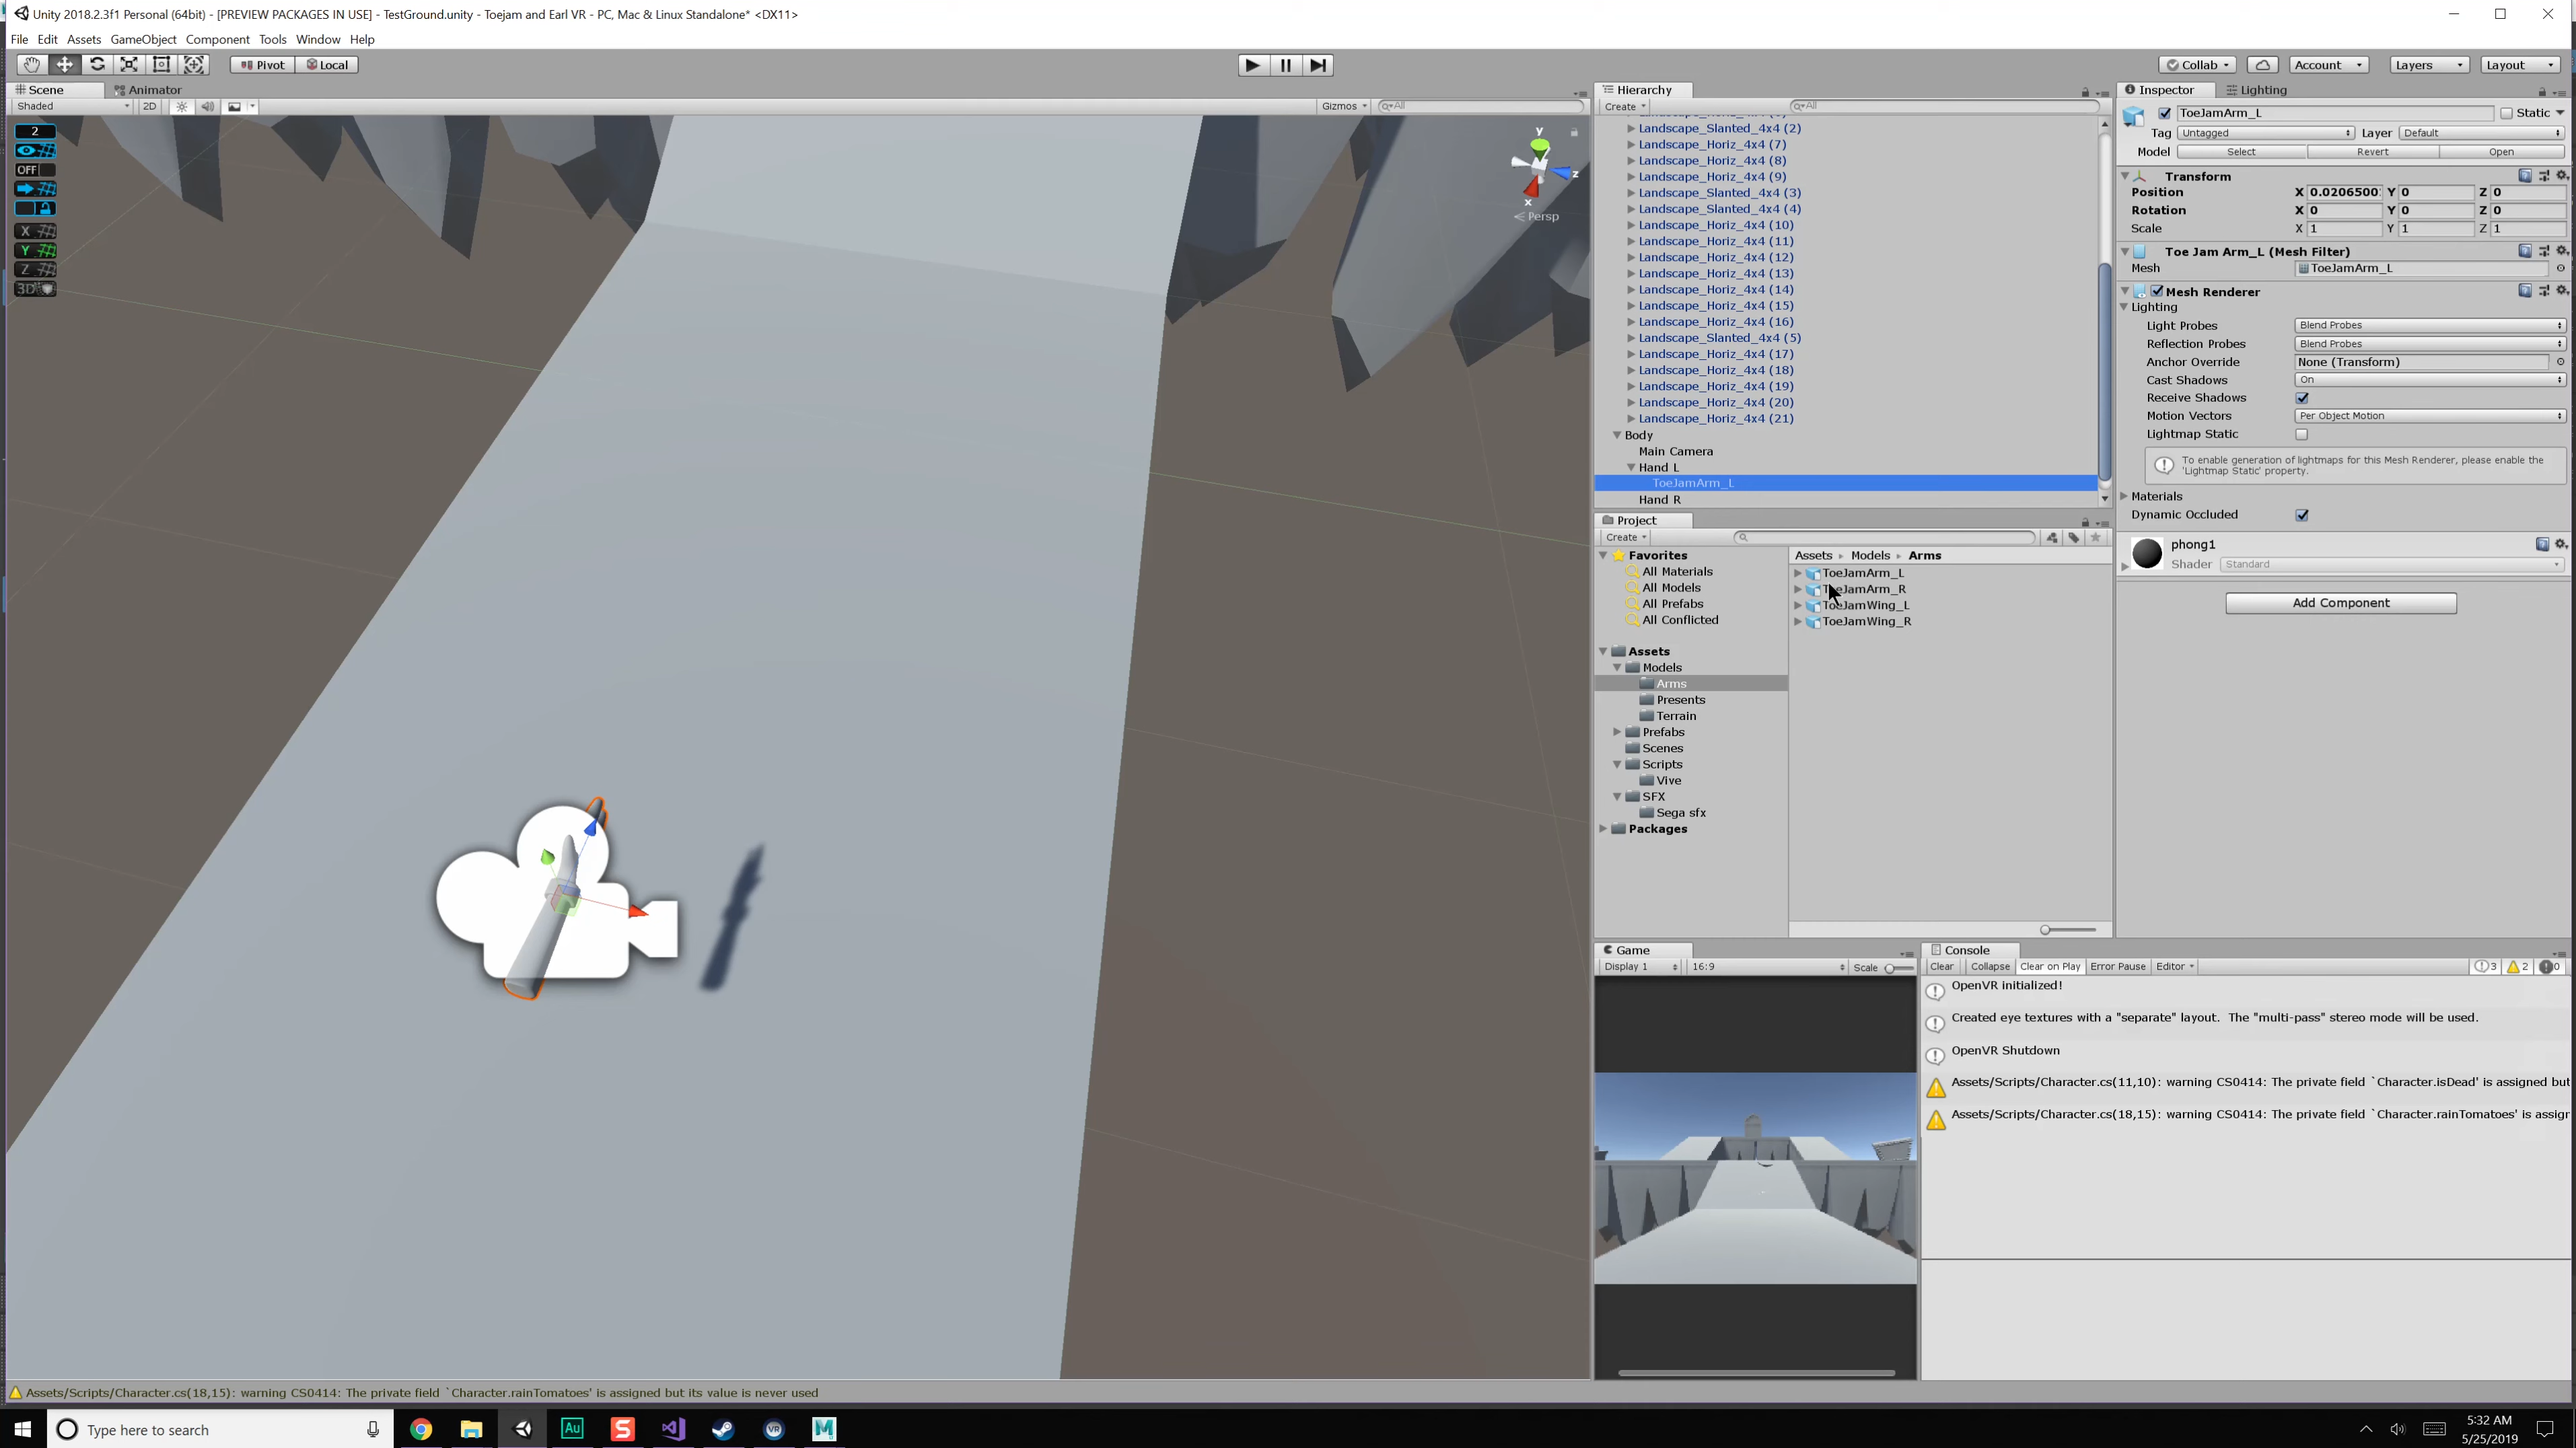 Unity 2018.2.3f1 Personal (64bit) - [PREVIEW PACKAGES IN USE] - TestGround.unity - Toejam and Earl VR - PC, Mac & Linux Standalone* <DX11>
File Edit Assets GameObject Component Tools Window Help
Pivot Local
Collab Account Layers Layout
Scene Animator
Shaded 2D Gizmos All
2
OFF
X
Y
Z
3D
y
z
x
Persp
Hierarchy
Create All
Landscape_Slanted_4x4 (2)
Landscape_Horiz_4x4 (7)
Landscape_Horiz_4x4 (8)
Landscape_Horiz_4x4 (9)
Landscape_Slanted_4x4 (3)
Landscape_Slanted_4x4 (4)
Landscape_Horiz_4x4 (10)
Landscape_Horiz_4x4 (11)
Landscape_Horiz_4x4 (12)
Landscape_Horiz_4x4 (13)
Landscape_Horiz_4x4 (14)
Landscape_Horiz_4x4 (15)
Landscape_Horiz_4x4 (16)
Landscape_Slanted_4x4 (5)
Landscape_Horiz_4x4 (17)
Landscape_Horiz_4x4 (18)
Landscape_Horiz_4x4 (19)
Landscape_Horiz_4x4 (20)
Landscape_Horiz_4x4 (21)
Body
Main Camera
Hand L
ToeJamArm_L
Hand R
Project
Create
Favorites
All Materials
All Models
All Prefabs
All Conflicted
Assets
Models
Arms
Presents
Terrain
Prefabs
Scenes
Scripts
Vive
SFX
Sega sfx
Packages
Assets Models Arms
ToeJamArm_L
ToeJamArm_R
ToeJamWing_L
ToeJamWing_R
Inspector Lighting
ToeJamArm_L Static
Tag Untagged Layer Default
Model Select Revert Open
Transform
Position X 0.0206500 Y 0 Z 0
Rotation X 0 Y 0 Z 0
Scale X 1 Y 1 Z 1
Toe Jam Arm_L (Mesh Filter)
Mesh ToeJamArm_L
Mesh Renderer
Lighting
Light Probes Blend Probes
Reflection Probes Blend Probes
Anchor Override None (Transform)
Cast Shadows On
Receive Shadows
Motion Vectors Per Object Motion
Lightmap Static
To enable generation of lightmaps for this Mesh Renderer, please enable the
'Lightmap Static' property.
Materials
Dynamic Occluded
phong1
Shader Standard
Add Component
Game
Display 1 16:9 Scale
Console
Clear Collapse Clear on Play Error Pause Editor 3 2 0
OpenVR initialized!
Created eye textures with a "separate" layout. The "multi-pass" stereo mode will be used.
OpenVR Shutdown
Assets/Scripts/Character.cs(11,10): warning CS0414: The private field `Character.isDead' is assigned but
Assets/Scripts/Character.cs(18,15): warning CS0414: The private field `Character.rainTomatoes' is assigr
Assets/Scripts/Character.cs(18,15): warning CS0414: The private field `Character.rainTomatoes' is assigned but its value is never used
Type here to search
Au
S
VR
M
5:32 AM
5/25/2019